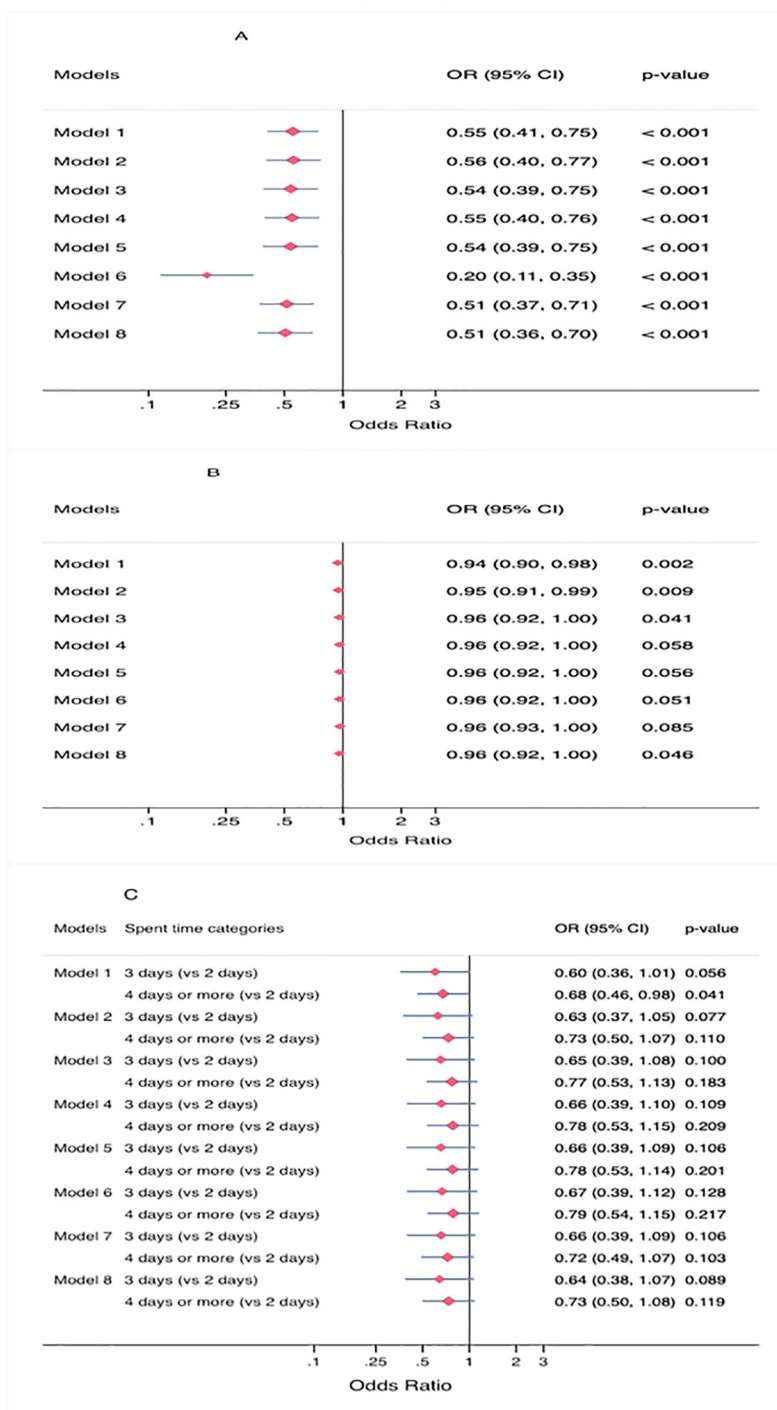 A
Models OR (95% CI) p-value
Model 1 0.55 (0.41, 0.75) < 0.001
Model 2 0.56 (0.40, 0.77) < 0.001
Model 3 0.54 (0.39, 0.75) < 0.001
Model 4 0.55 (0.40, 0.76) < 0.001
Model 5 0.54 (0.39, 0.75) < 0.001
Model 6 0.20 (0.11, 0.35) < 0.001
Model 7 0.51 (0.37, 0.71) < 0.001
Model 8 0.51 (0.36, 0.70) < 0.001
.1 .25 .5 1 2 3
Odds Ratio
B
Models OR (95% CI) p-value
Model 1 0.94 (0.90, 0.98) 0.002
Model 2 0.95 (0.91, 0.99) 0.009
Model 3 0.96 (0.92, 1.00) 0.041
Model 4 0.96 (0.92, 1.00) 0.058
Model 5 0.96 (0.92, 1.00) 0.056
Model 6 0.96 (0.92, 1.00) 0.051
Model 7 0.96 (0.93, 1.00) 0.085
Model 8 0.96 (0.92, 1.00) 0.046
.1 .25 .5 1 2 3
Odds Ratio
C
Models Spent time categories OR (95% CI) p-value
Model 1 3 days (vs 2 days) 0.60 (0.36, 1.01) 0.056
4 days or more (vs 2 days) 0.68 (0.46, 0.98) 0.041
Model 2 3 days (vs 2 days) 0.63 (0.37, 1.05) 0.077
4 days or more (vs 2 days) 0.73 (0.50, 1.07) 0.110
Model 3 3 days (vs 2 days) 0.65 (0.39, 1.08) 0.100
4 days or more (vs 2 days) 0.77 (0.53, 1.13) 0.183
Model 4 3 days (vs 2 days) 0.66 (0.39, 1.10) 0.109
4 days or more (vs 2 days) 0.78 (0.53, 1.15) 0.209
Model 5 3 days (vs 2 days) 0.66 (0.39, 1.09) 0.106
4 days or more (vs 2 days) 0.78 (0.53, 1.14) 0.201
Model 6 3 days (vs 2 days) 0.67 (0.39, 1.12) 0.128
4 days or more (vs 2 days) 0.79 (0.54, 1.15) 0.217
Model 7 3 days (vs 2 days) 0.66 (0.39, 1.09) 0.106
4 days or more (vs 2 days) 0.72 (0.49, 1.07) 0.103
Model 8 3 days (vs 2 days) 0.64 (0.38, 1.07) 0.089
4 days or more (vs 2 days) 0.73 (0.50, 1.08) 0.119
.1 .25 .5 1 2 3
Odds Ratio